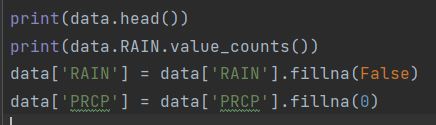 print(data.head())
print(data.RAIN.value_counts())
data['RAIN'] = data['RAIN'].fillna(False)
data['PRCP'] = data['PRCP'].fillna(0)